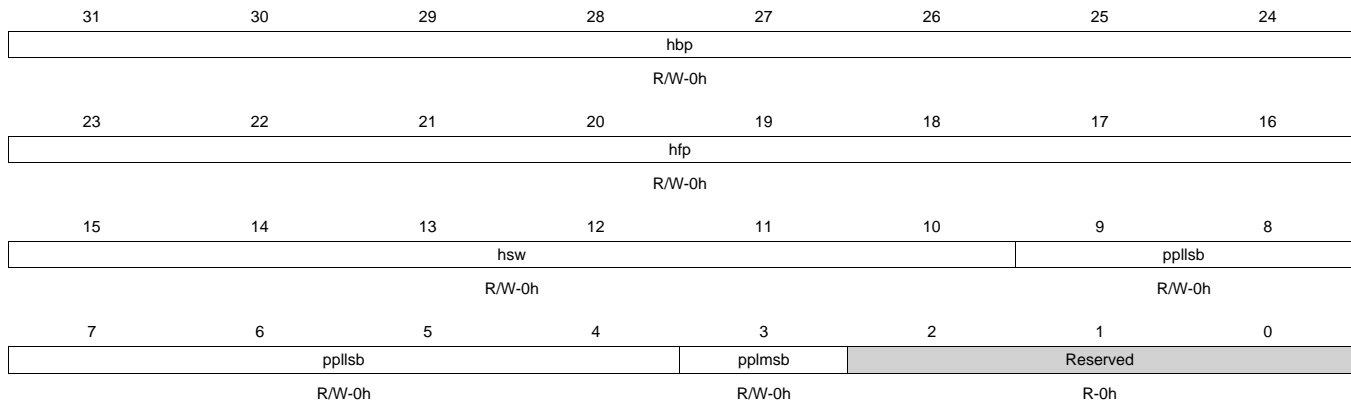 31 30 29 28 27 26 25 24
hbp
R/W-0h
23 22 21 20 19 18 17 16
hfp
R/W-0h
15 14 13 12 11 10 9 8
hsw ppllsb
R/W-0h R/W-0h
7 6 5 4 3 2 1 0
ppllsb pplmsb Reserved
R/W-0h R/W-0h R-0h